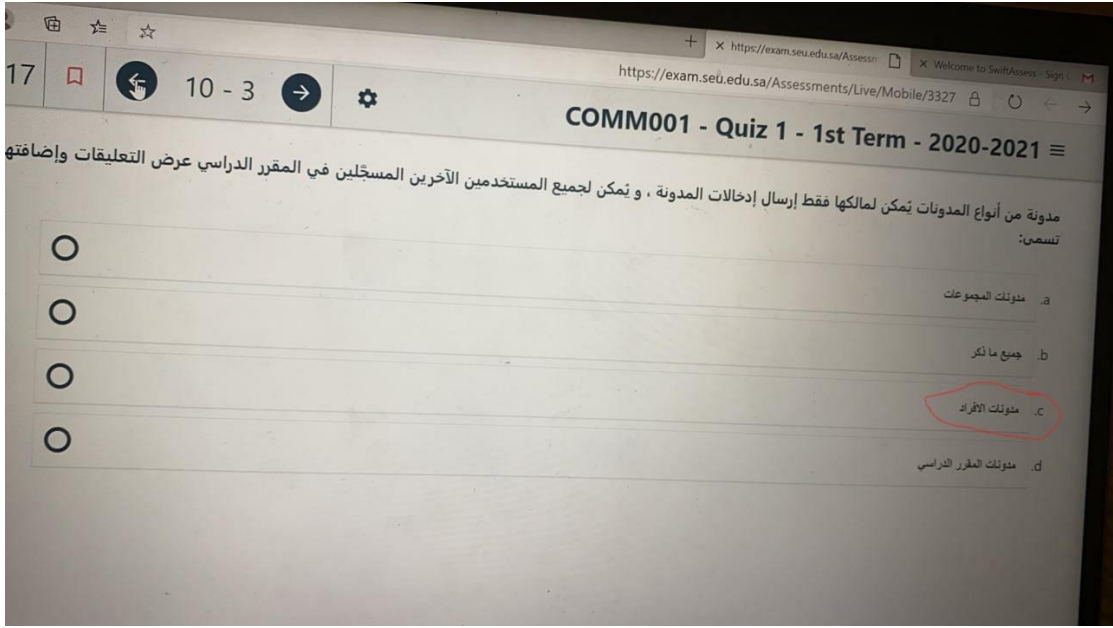 https://exam.seu.edu.sa/Assessm
Welcome to SwiftAssess - Sign
https://exam.seu.edu.sa/Assessments/Live/Mobile/3327
17
10 - 3
COMM001 - Quiz 1 - 1st Term - 2020-2021
مدونة من أنواع المدونات يُمكن لمالكها فقط إرسال إدخالات المدونة ، و يُمكن لجميع المستخدمين الآخرين المسجَّلين في المقرر الدراسي عرض التعليقات وإضافتها
تسمى:
a. مدونات المجموعات
b. جميع ما ذكر
c. مدونات الافراد
d. مدونات المقرر الدراسي